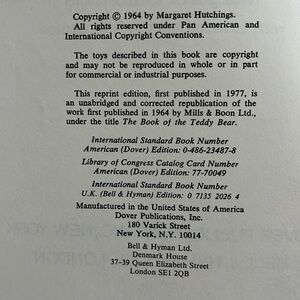 Copyright © 1964 by Margaret Hutchings.
All rights reserved under Pan American and
International Copyright Conventions.
The toys described in this book are copyright
and may not be reproduced in whole or in part
for commercial or industrial purposes.
This reprint edition, first published in 1977, is
an unabridged and corrected republication of the
work first published in 1964 by Mills & Boon Ltd.,
under the title The Book of the Teddy Bear.
International Standard Book Number
American (Dover) Edition: 0-486-23487-8
Library of Congress Catalog Card Number
American (Dover) Edition: 77-70049
International Standard Book Number
U.K. (Bell & Hyman) Edition 0 7135 2026 4
Manufactured in the United States of America
Dover Publications, Inc.
180 Varick Street
New York, N.Y. 10014
Bell & Hyman Ltd.
Denmark House
37-39 Queen Elizabeth Street
London SE1 2QB